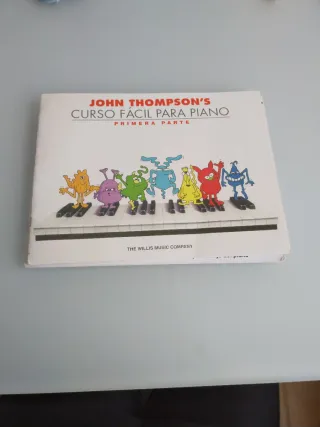 JOHN THOMPSON'S
CURSO FÁCIL PARA PIANO
PRIMERA PARTE
THE WILLIS MUSIC COMPANY